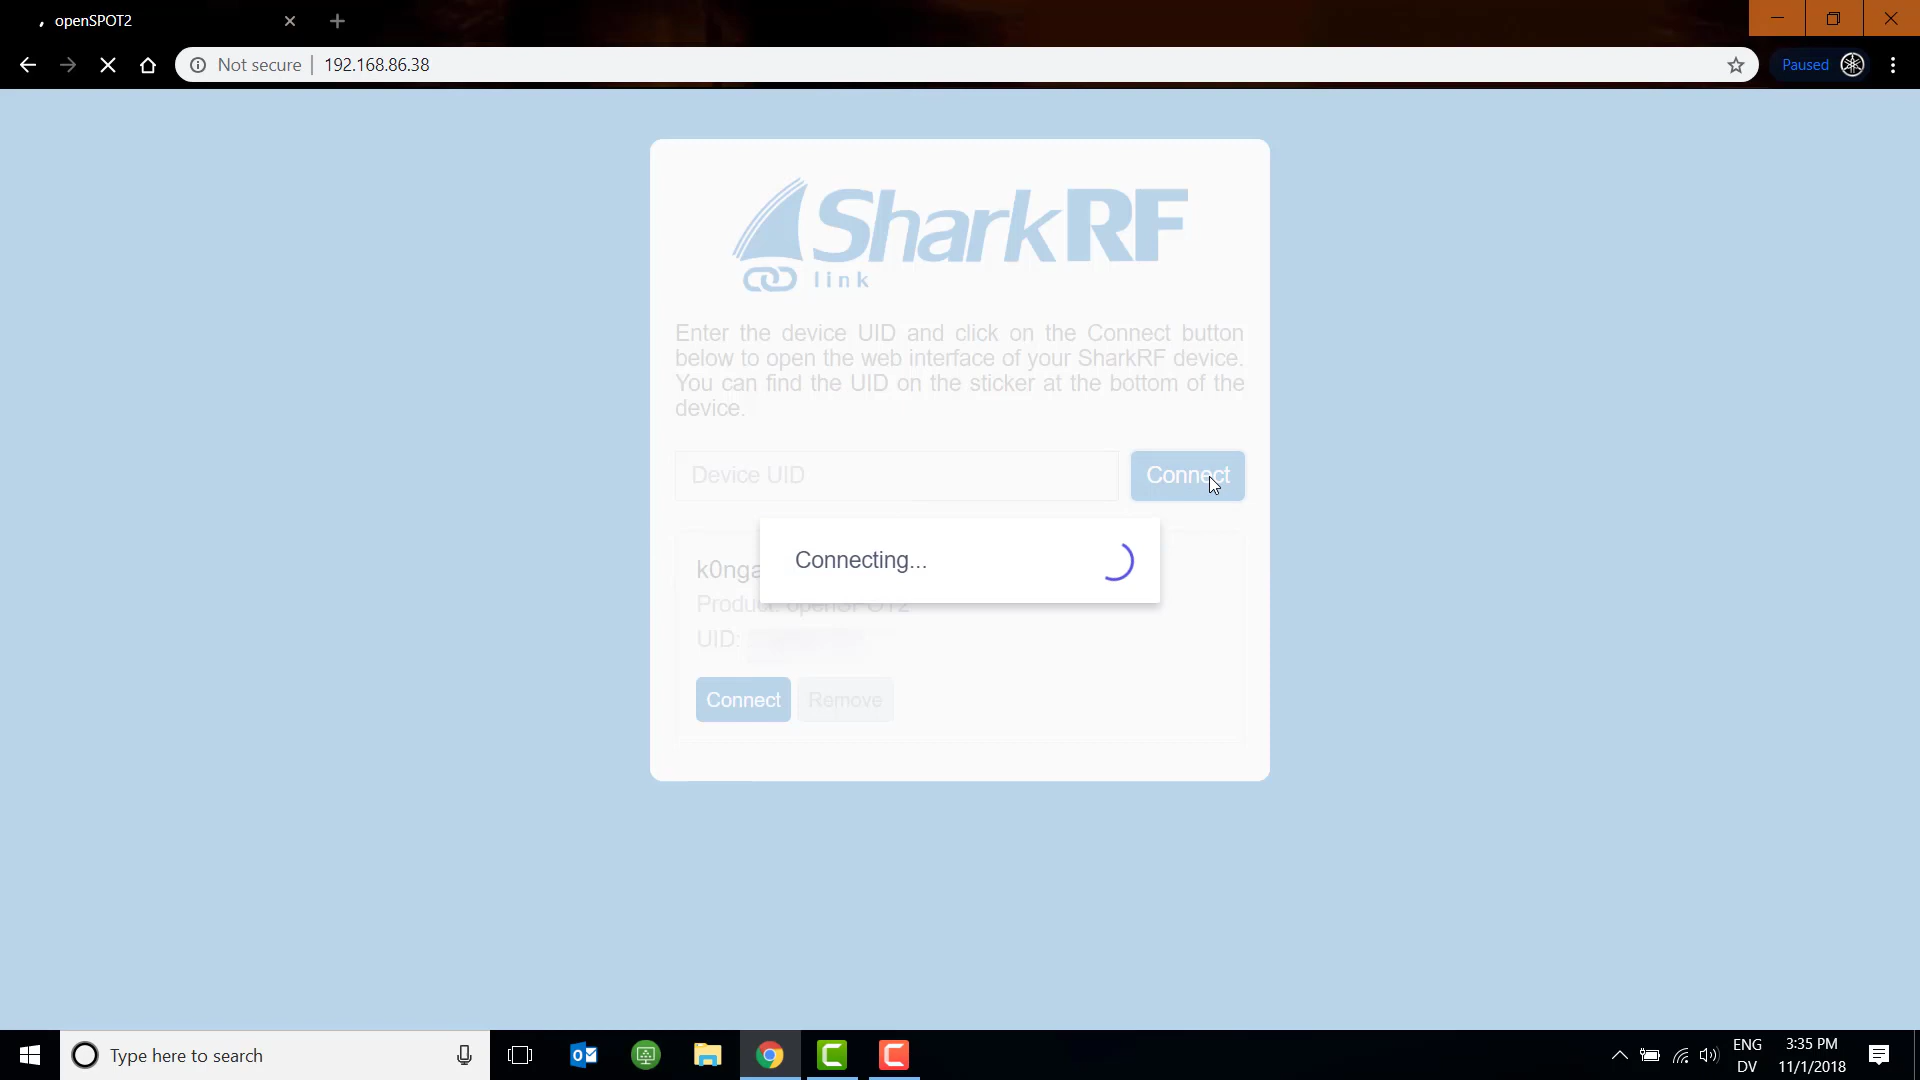 openSPOT2
Not secure | 192.168.86.38
Paused
SharkRF
link
Enter the device UID and click on the Connect button
below to open the web interface of your SharkRF device.
You can find the UID on the sticker at the bottom of the
device.
Device UID
Connect
Connecting...
k0nga
Product: openSPOT2
UID:
Connect
Remove
Type here to search
ENG
DV
3:35 PM
11/1/2018